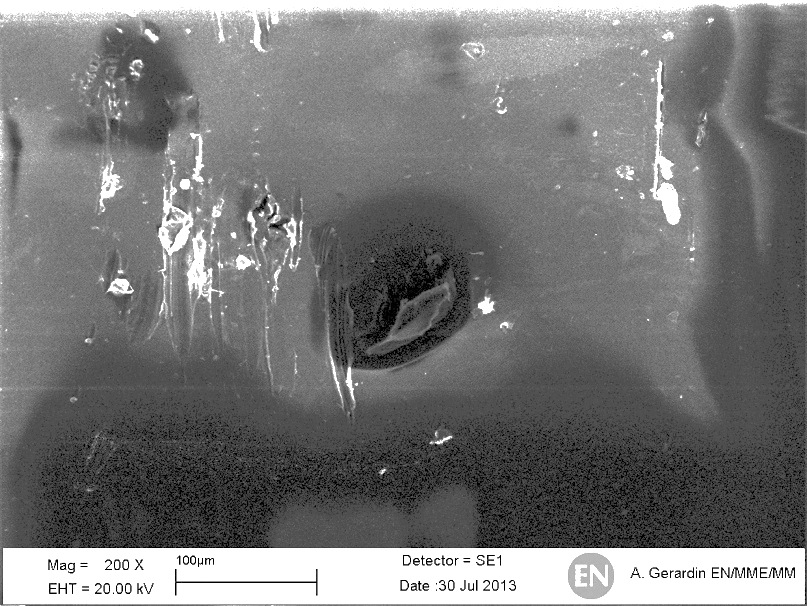 Mag = 200 X
EHT = 20.00 kV
100µm
Detector = SE1
Date :30 Jul 2013
EN
A. Gerardin EN/MME/MM